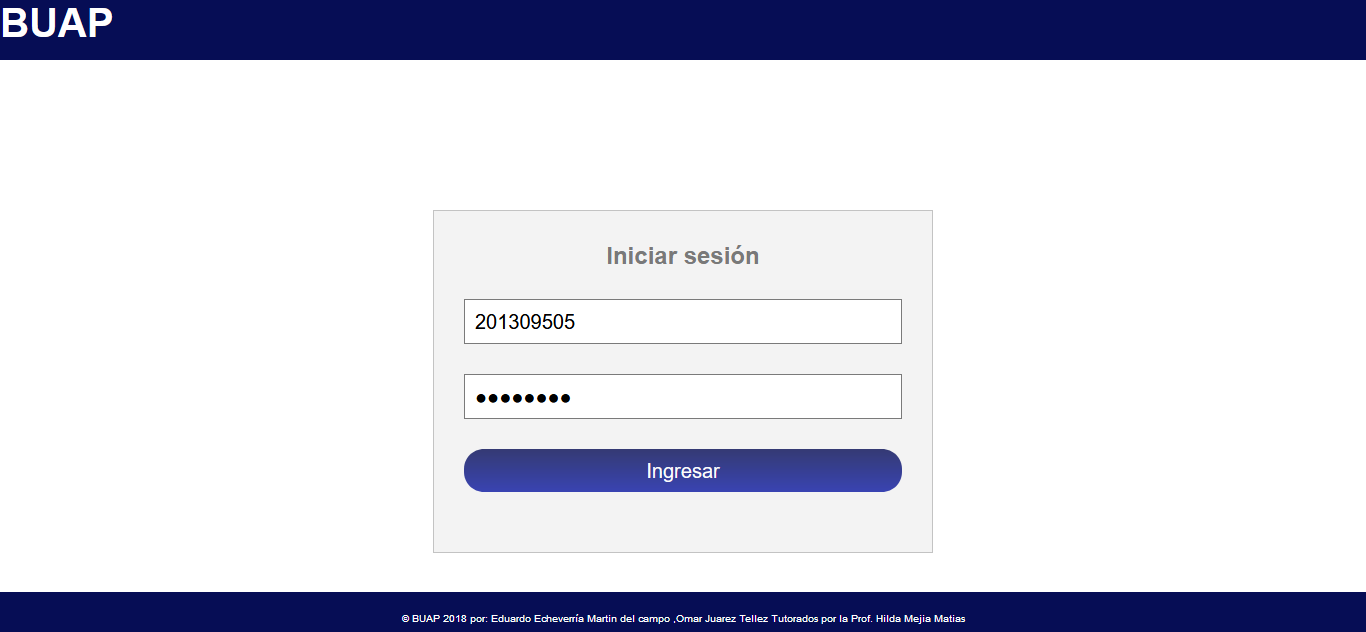 BUAP
Iniciar sesión
201309505
••••••••
Ingresar
© BUAP 2018 por: Eduardo Echeverría Martin del campo ,Omar Juarez Tellez Tutorados por la Prof. Hilda Mejia Matias